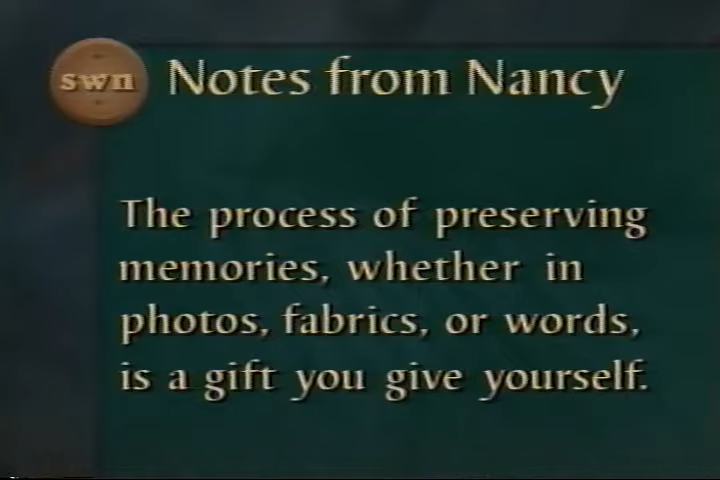 swn
Notes from Nancy
The process of preserving
memories, whether in
photos, fabrics, or words,
is a gift you give yourself.